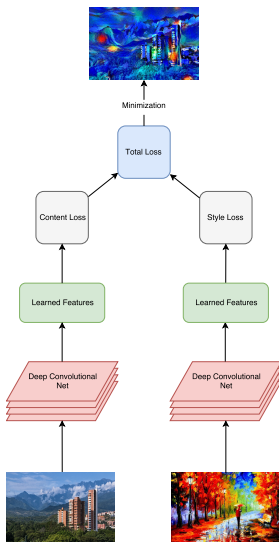 Minimization
Total Loss
Content Loss
Style Loss
Learned Features
Learned Features
Deep Convolutional
Net
Deep Convolutional
Net